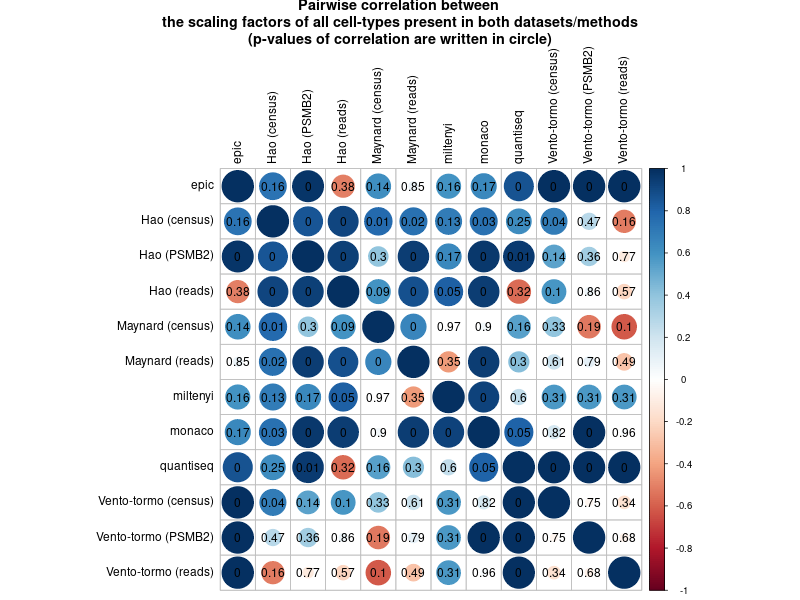 Pairwise correlation between
the scaling factors of all cell-types present in both datasets/methods
(p-values of correlation are written in circle)
epic Hao (census) Hao (PSMB2) Hao (reads) Maynard (census) Maynard (reads) miltenyi monaco quantiseq Vento-tormo (census) Vento-tormo (PSMB2) Vento-tormo (reads)
epic 0.16 0 0.38 0.14 0.85 0.16 0.17 0 0 0 0
Hao (census) 0.16 0 0 0.01 0.02 0.13 0.03 0.25 0.04 0.47 0.16
Hao (PSMB2) 0 0 0 0.3 0 0.17 0 0.01 0.14 0.36 0.77
Hao (reads) 0.38 0 0 0.09 0 0.05 0 0.32 0.1 0.86 0.57
Maynard (census) 0.14 0.01 0.3 0.09 0 0.97 0.9 0.16 0.33 0.19 0.1
Maynard (reads) 0.85 0.02 0 0 0 0.35 0 0.3 0.61 0.79 0.49
miltenyi 0.16 0.13 0.17 0.05 0.97 0.35 0 0.6 0.31 0.31 0.31
monaco 0.17 0.03 0 0 0.9 0 0 0.05 0.82 0 0.96
quantiseq 0 0.25 0.01 0.32 0.16 0.3 0.6 0.05 0 0 0
Vento-tormo (census) 0 0.04 0.14 0.1 0.33 0.61 0.31 0.82 0 0.75 0.34
Vento-tormo (PSMB2) 0 0.47 0.36 0.86 0.19 0.79 0.31 0 0 0.75 0.68
Vento-tormo (reads) 0 0.16 0.77 0.57 0.1 0.49 0.31 0.96 0 0.34 0.68
1
0.8
0.6
0.4
0.2
0
-0.2
-0.4
-0.6
-0.8
-1